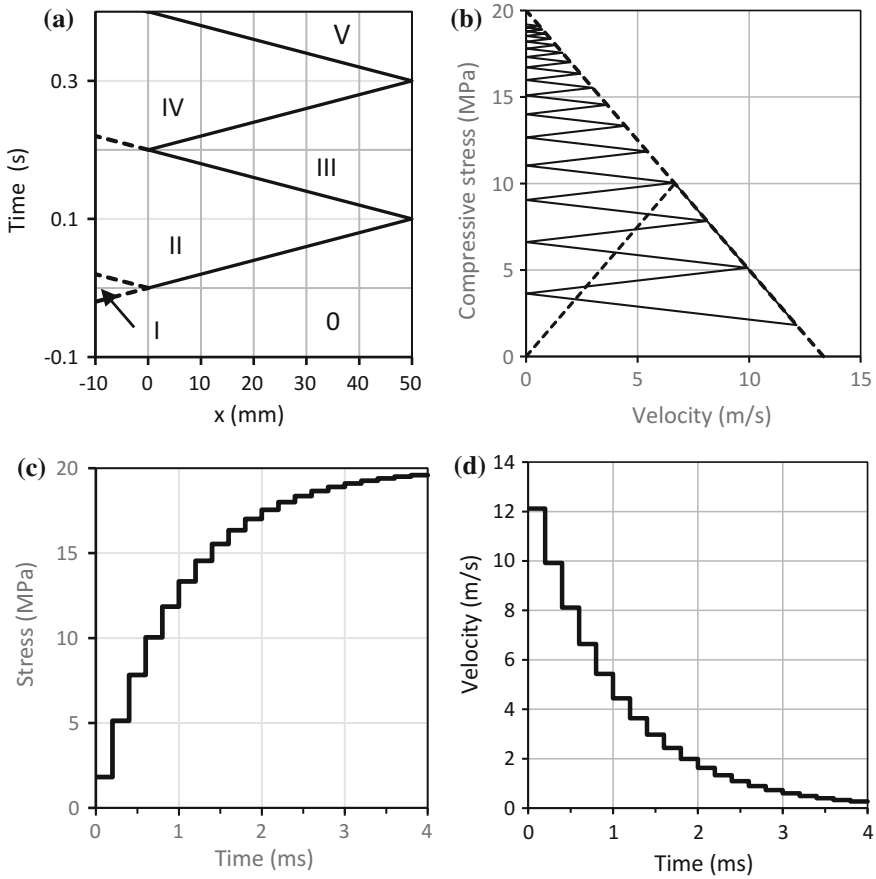 (a)
Time (s)
0.3
0.1
-0.1
V
IV
III
II
I
0
-10 0 10 20 30 40 50
x (mm)
(b)
Compressive stress (MPa)
20
15
10
5
0
0 5 10 15
Velocity (m/s)
(c)
Stress (MPa)
20
15
10
5
0
0 1 2 3 4
Time (ms)
(d)
Velocity (m/s)
14
12
10
8
6
4
2
0
0 1 2 3 4
Time (ms)